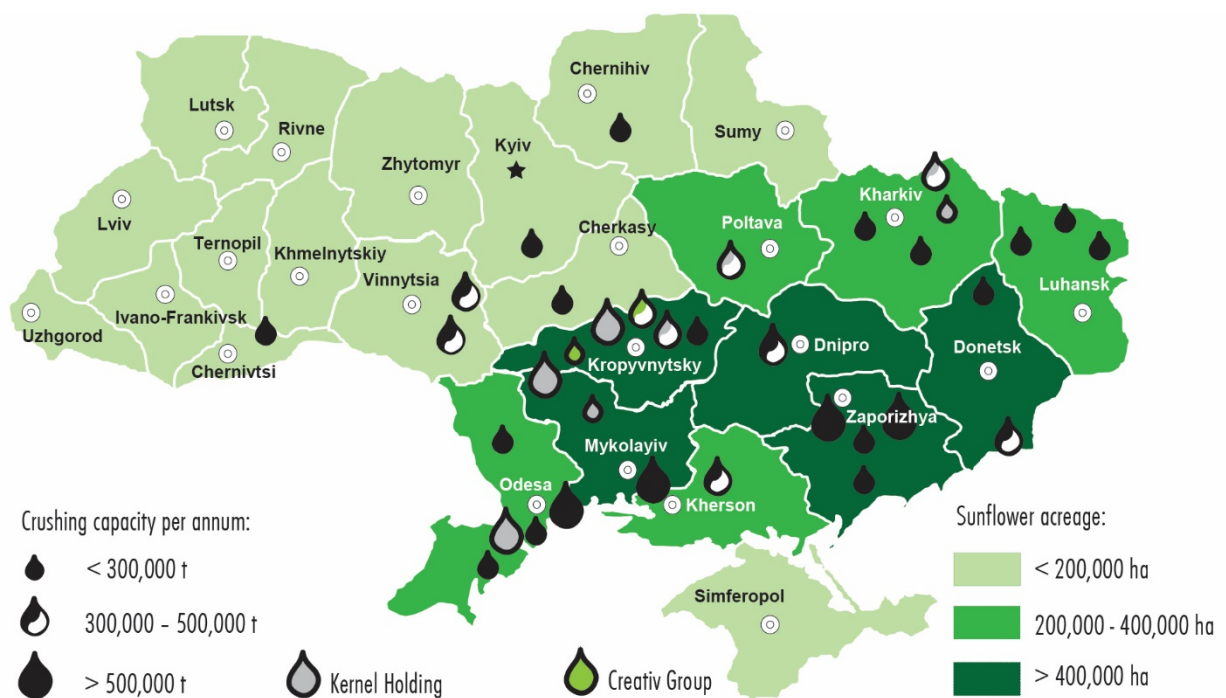 Chernihiv
Lutsk
Rivne
Sumy
Kyiv
Zhytomyr
Kharkiv
Lviv
Poltava
Ternopil
Cherkasy
Khmelnytskiy
Vinnytsia
Luhansk
Ivano-Frankivsk
Uzhgorod
Dnipro
Donetsk
Kropyvnytsky
Chernivtsi
Zaporizhya
Mykolayiv
Odesa
Kherson
Simferopol
Crushing capacity per annum:
< 300,000 t
300,000 – 500,000 t
> 500,000 t
Kernel Holding
Creativ Group
Sunflower acreage:
< 200,000 ha
200,000 - 400,000 ha
> 400,000 ha